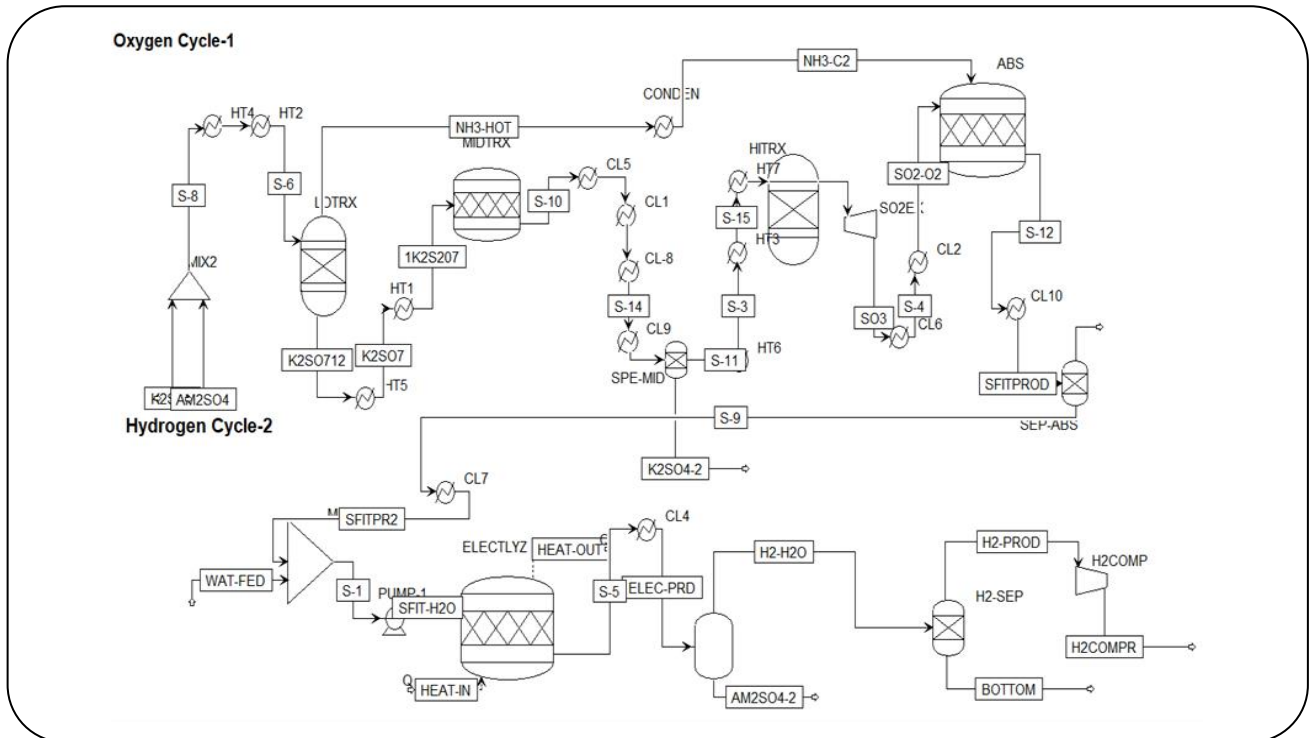 Oxygen Cycle-1
NH3-C2
ABS
CONDEN
HT4
HT2
NH3-HOT
MIDTRX
HITRX
HT7
CL5
SO2-O2
S-8
S-6
S-10
CL1
S-15
S-12
1K2S207
HT3
CL2
MIX2
CL-8
HT1
S-14
S-3
S-4
CL10
SO3
CL6
CL9
K2SO712
K2SO7
S-11
HT6
SPE-MID
SFITPROD
HT5
AM2SO4
S-9
SEP-ABS
Hydrogen Cycle-2
K2SO4-2
CL7
SFITPR2
CL4
ELECTLYZ
HEAT-OUT
H2-H2O
H2-PROD
H2COMP
WAT-FED
S-1
PUMP-1
SFIT-H2O
S-5
ELEC-PRD
H2-SEP
H2COMPR
Q
HEAT-IN
AM2SO4-2
BOTTOM